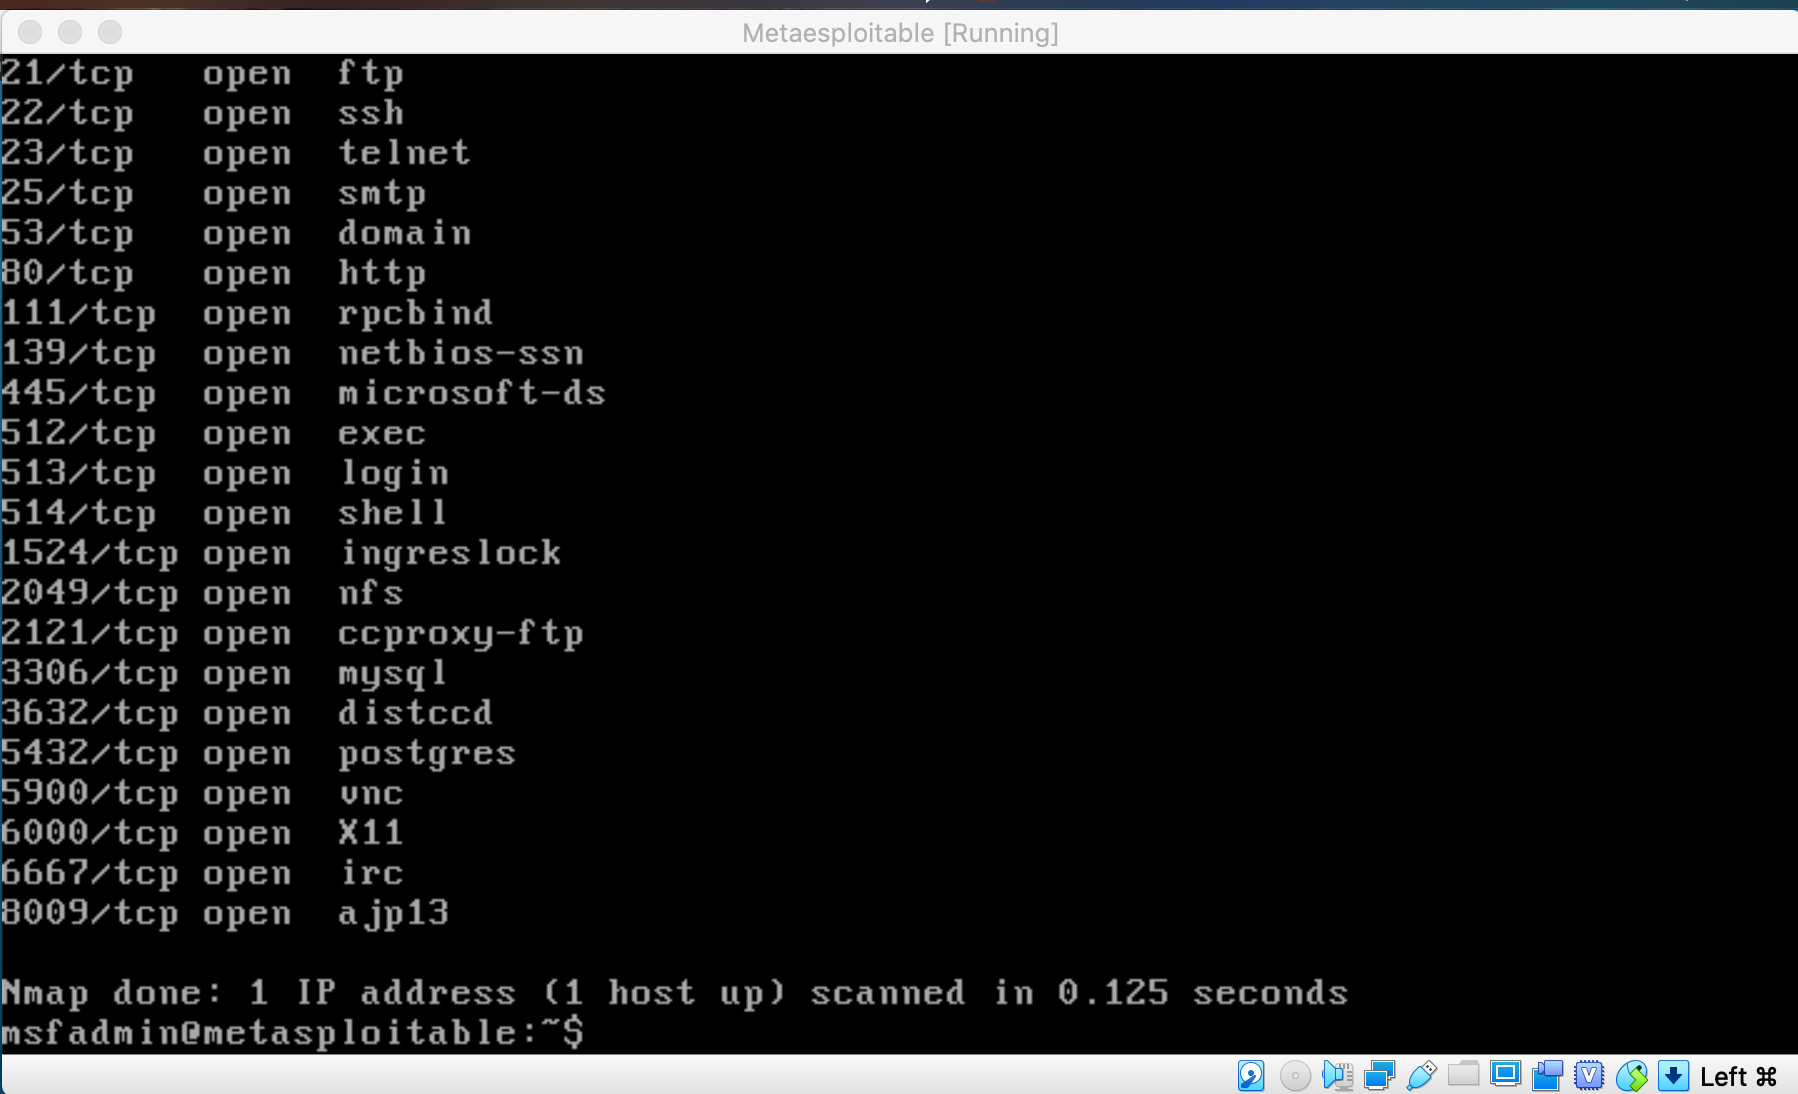 Metaesploitable [Running]
21/tcp open ftp
22/tcp open ssh
23/tcp open telnet
25/tcp open smtp
53/tcp open domain
80/tcp open http
111/tcp open rpcbind
139/tcp open netbios-ssn
445/tcp open microsoft-ds
512/tcp open exec
513/tcp open login
514/tcp open shell
1524/tcp open ingreslock
2049/tcp open nfs
2121/tcp open ccproxy-ftp
3306/tcp open mysql
3632/tcp open distccd
5432/tcp open postgres
5900/tcp open vnc
6000/tcp open X11
6667/tcp open irc
8009/tcp open ajp13
Nmap done: 1 IP address (1 host up) scanned in 0.125 seconds
msfadmin@metasploitable:~$
Left ⌘